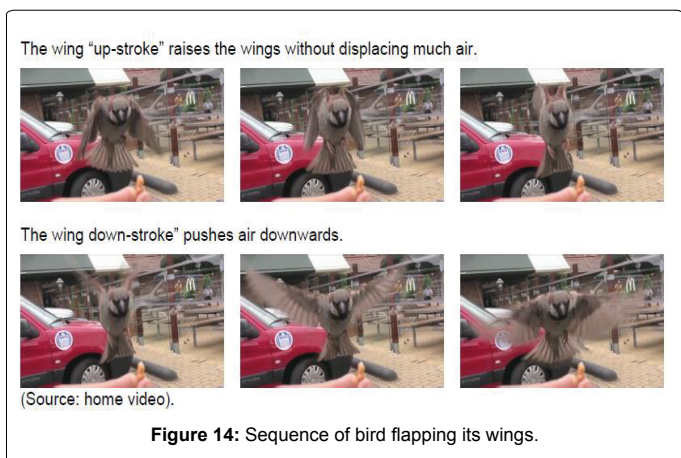 The wing “up-stroke” raises the wings without displacing much air.
The wing down-stroke” pushes air downwards.
(Source: home video).
Figure 14: Sequence of bird flapping its wings.